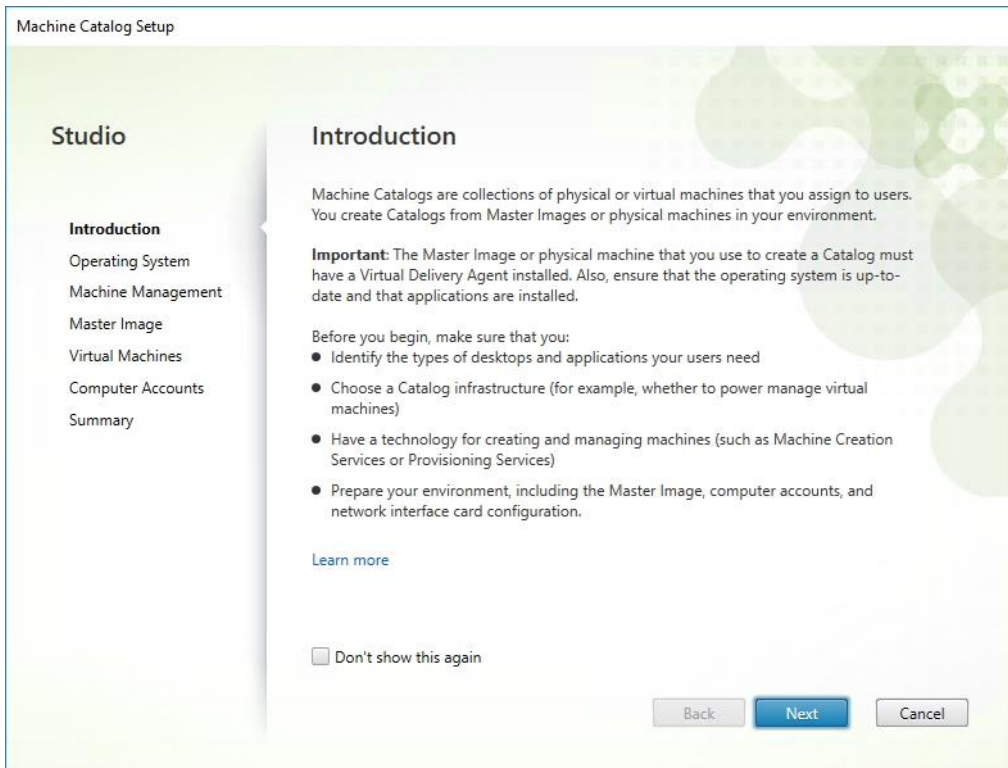 Machine Catalog Setup
Studio
Introduction
Operating System
Machine Management
Master Image
Virtual Machines
Computer Accounts
Summary
Introduction
Machine Catalogs are collections of physical or virtual machines that you assign to users.
You create Catalogs from Master Images or physical machines in your environment.
Important: The Master Image or physical machine that you use to create a Catalog must
have a Virtual Delivery Agent installed. Also, ensure that the operating system is up-to-
date and that applications are installed.
Before you begin, make sure that you:
● Identify the types of desktops and applications your users need
● Choose a Catalog infrastructure (for example, whether to power manage virtual
machines)
● Have a technology for creating and managing machines (such as Machine Creation
Services or Provisioning Services)
● Prepare your environment, including the Master Image, computer accounts, and
network interface card configuration.
Learn more
Don't show this again
Back
Next
Cancel